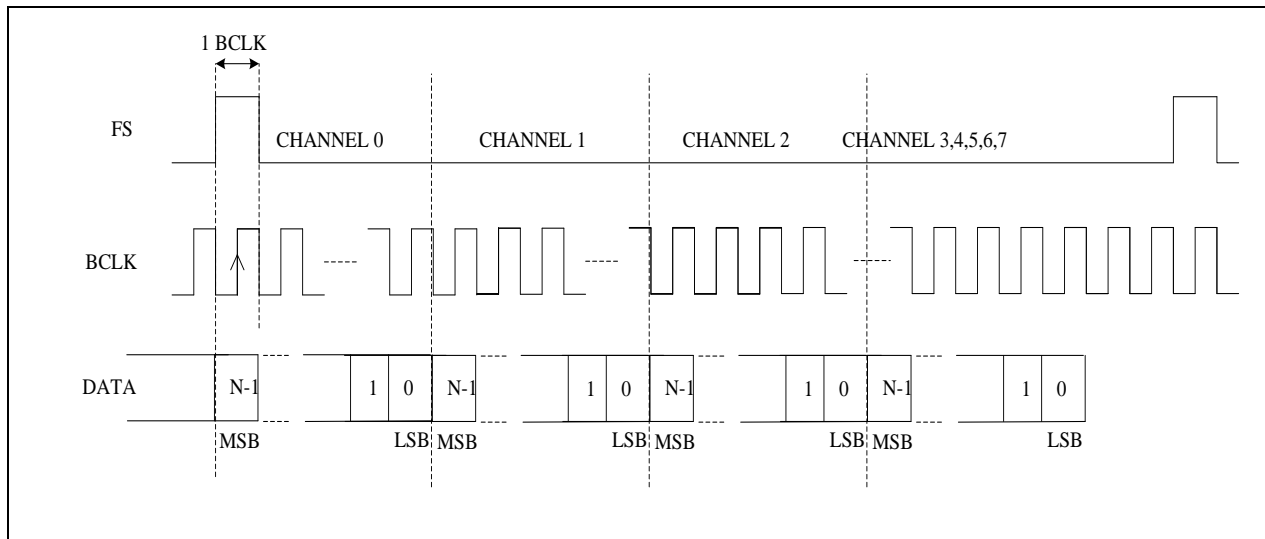 1 BCLK
FS
CHANNEL 0
CHANNEL 1
CHANNEL 2
CHANNEL 3,4,5,6,7
BCLK
DATA
N-1
1
0
N-1
1
0
N-1
1
0
N-1
1
0
MSB
LSB
MSB
LSB
MSB
LSB
MSB
LSB